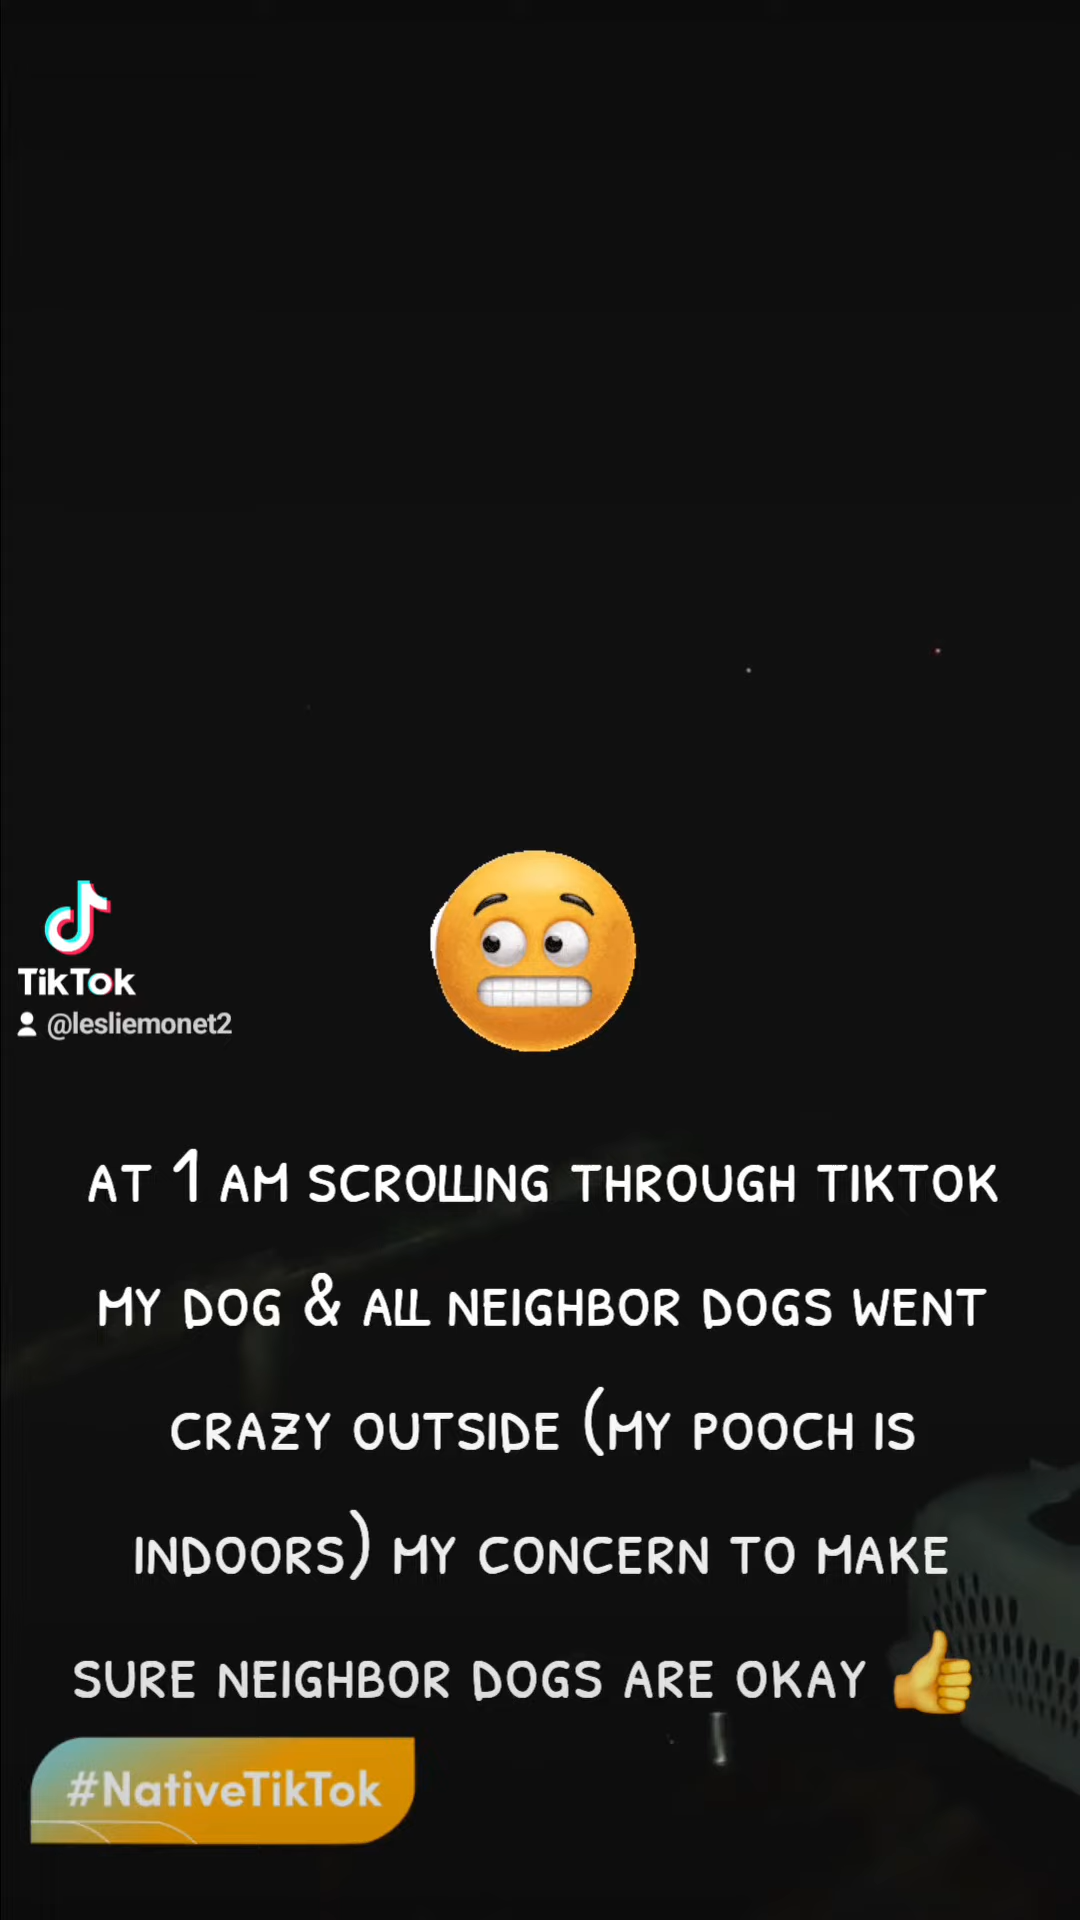 TikTok
@lesliemonet2
AT 1 AM SCROLLING THROUGH TIKTOK
MY DOG & ALL NEIGHBOR DOGS WENT
CRAZY OUTSIDE (MY POOCH IS
INDOORS) MY CONCERN TO MAKE
SURE NEIGHBOR DOGS ARE OKAY 👍
#NativeTikTok